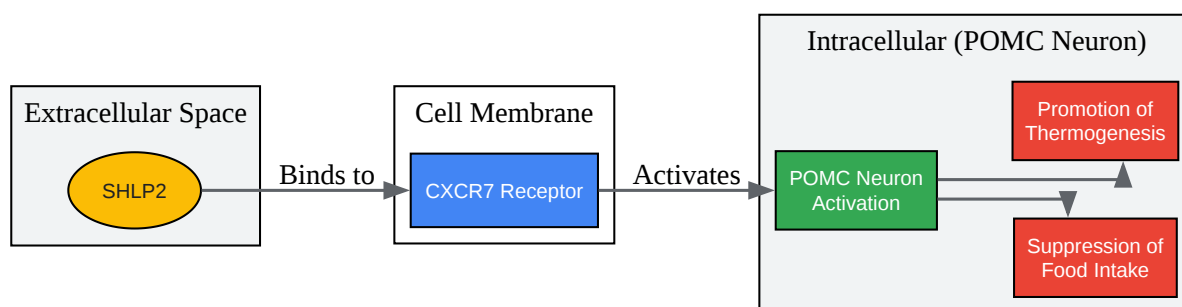 Extracellular Space
SHLP2
Binds to
Cell Membrane
CXCR7 Receptor
Activates
Intracellular (POMC Neuron)
POMC Neuron
Activation
Promotion of
Thermogenesis
Suppression of
Food Intake